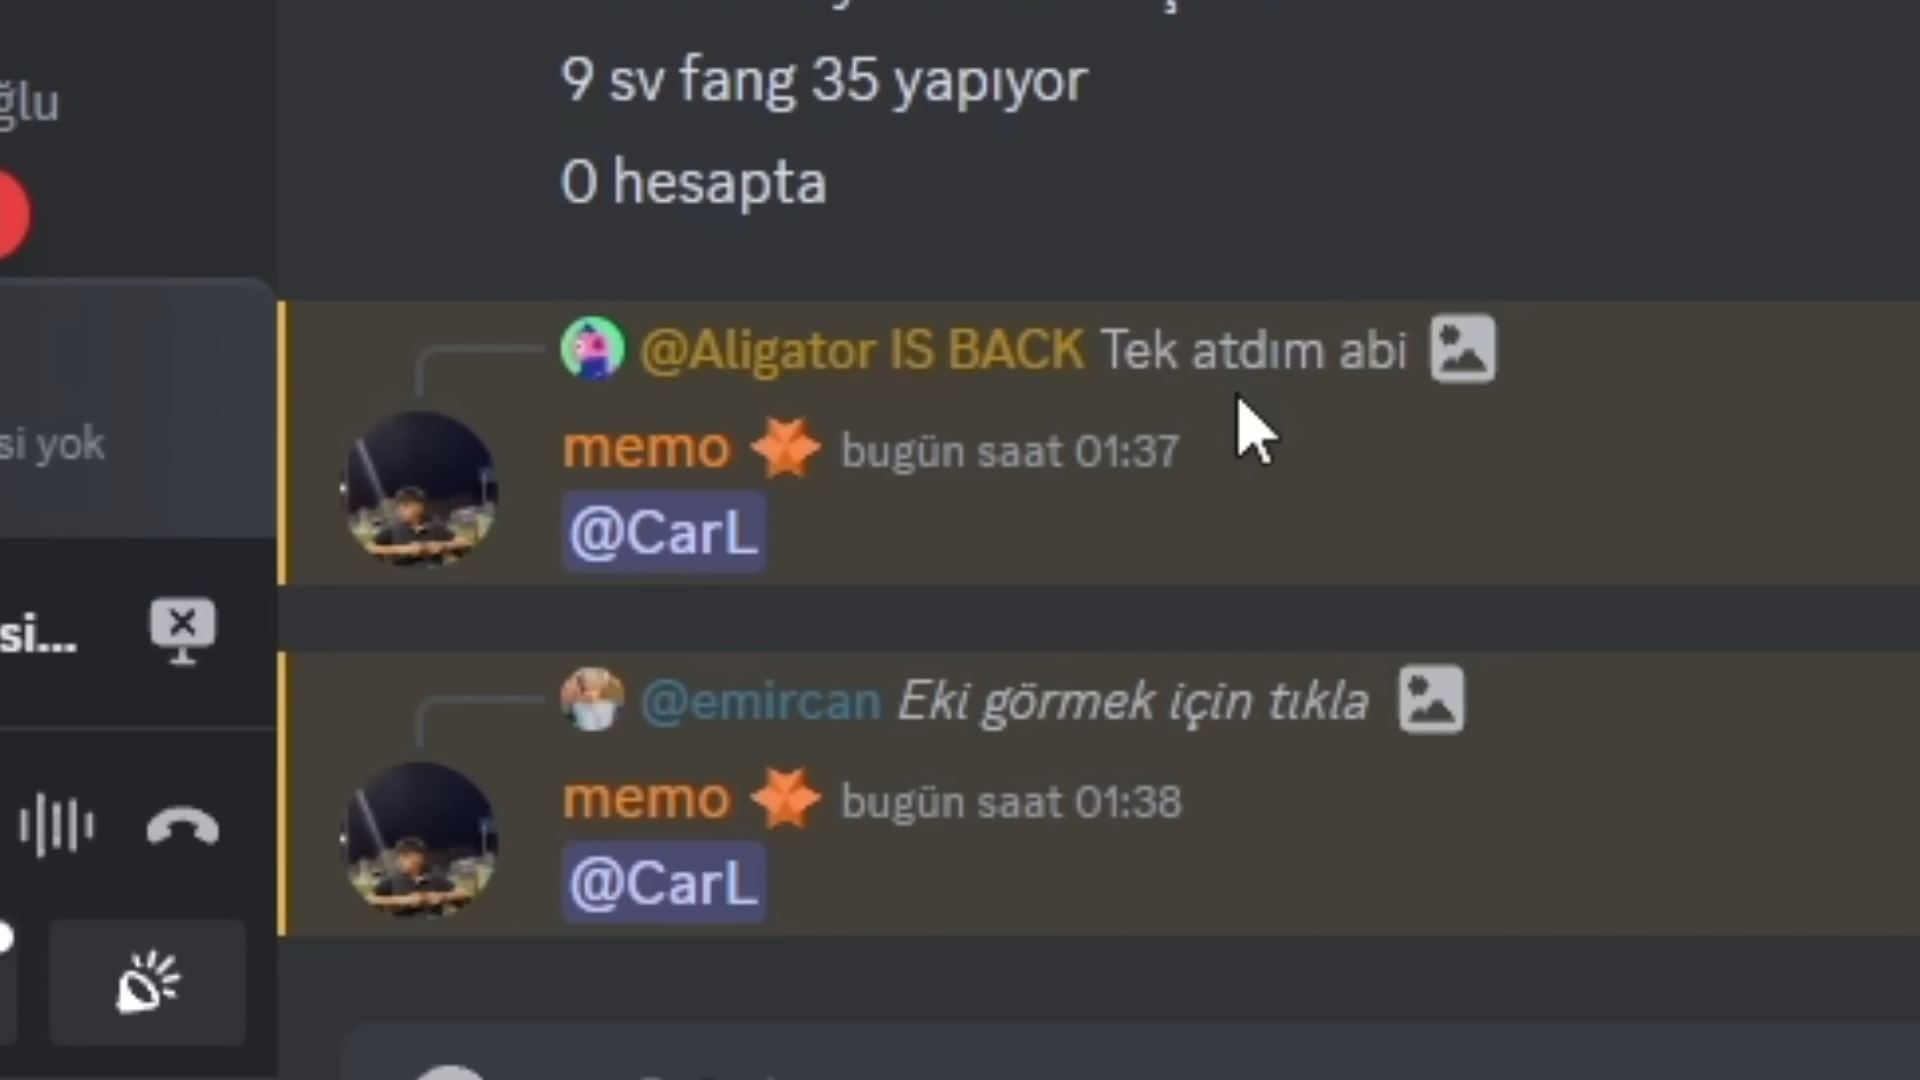 ğlu
9 sv fang 35 yapıyor
0 hesapta
@Aligator IS BACK Tek atdım abi
memo bugün saat 01:37
si yok
@CarL
si...
@emircan Eki görmek için tıkla
memo bugün saat 01:38
@CarL